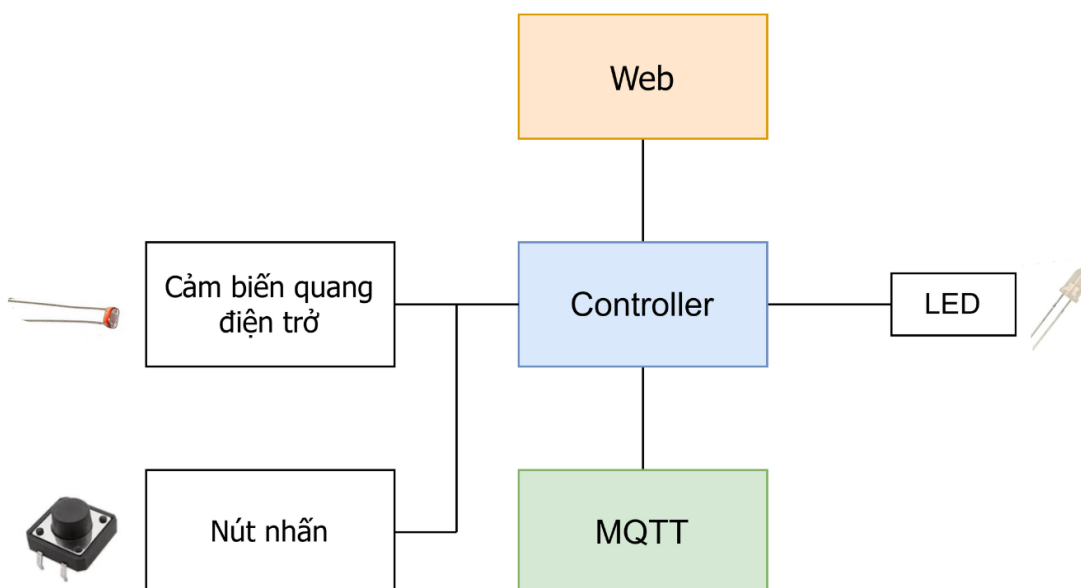 Web
Cảm biến quang
điện trở
Controller
LED
Nút nhấn
MQTT